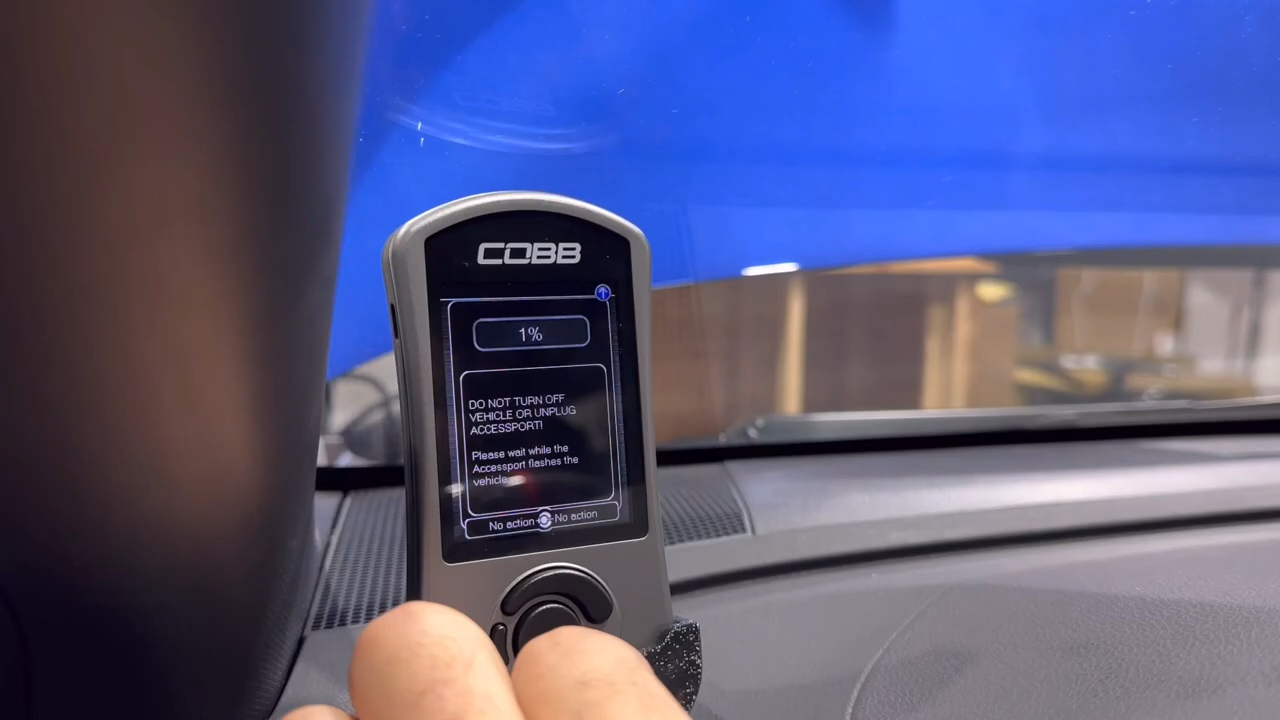 COBB
1%
DO NOT TURN OFF
VEHICLE OR UNPLUG
ACCESSPORT!
Please wait while the
Accessport flashes the
vehicle...
No action
No action